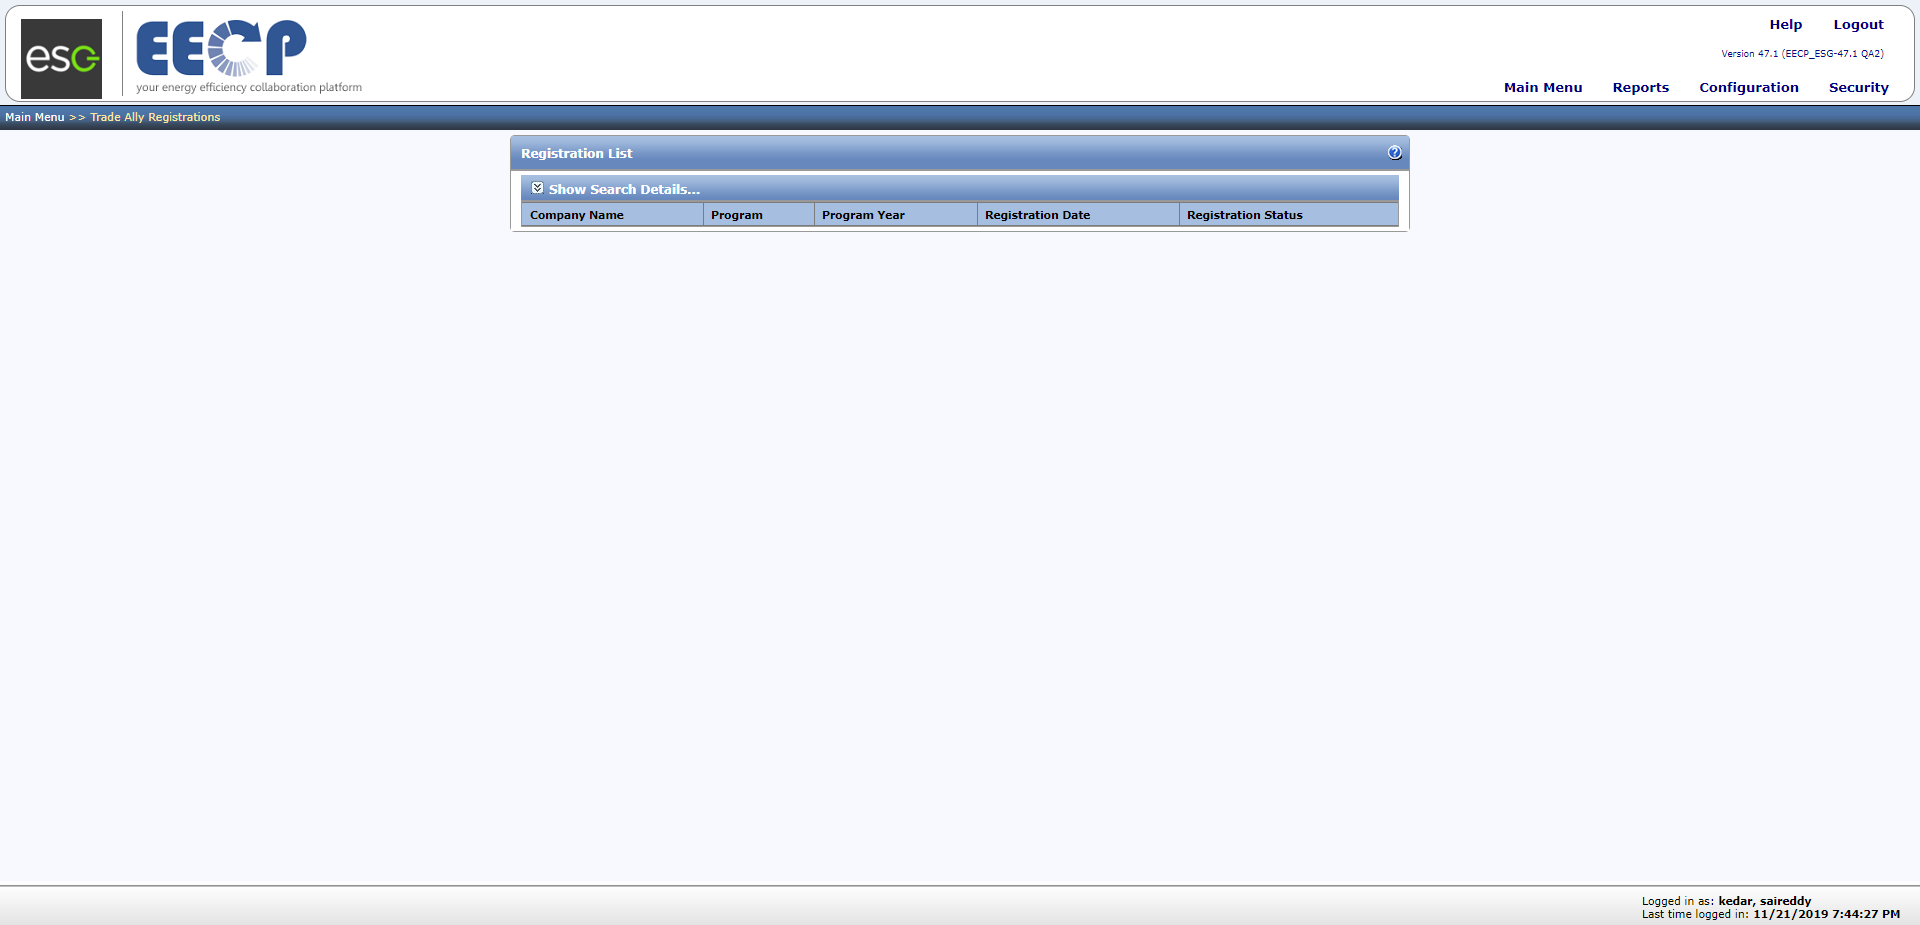 esc
EECP
your energy efficiency collaboration platform
Help Logout
Version 47.1 (EECP_ESG-47.1 QA2)
Main Menu Reports Configuration Security
Main Menu >> Trade Ally Registrations
Registration List
Show Search Details...
Company Name Program Program Year Registration Date Registration Status
Logged in as: kedar, saireddy
Last time logged in: 11/21/2019 7:44:27 PM